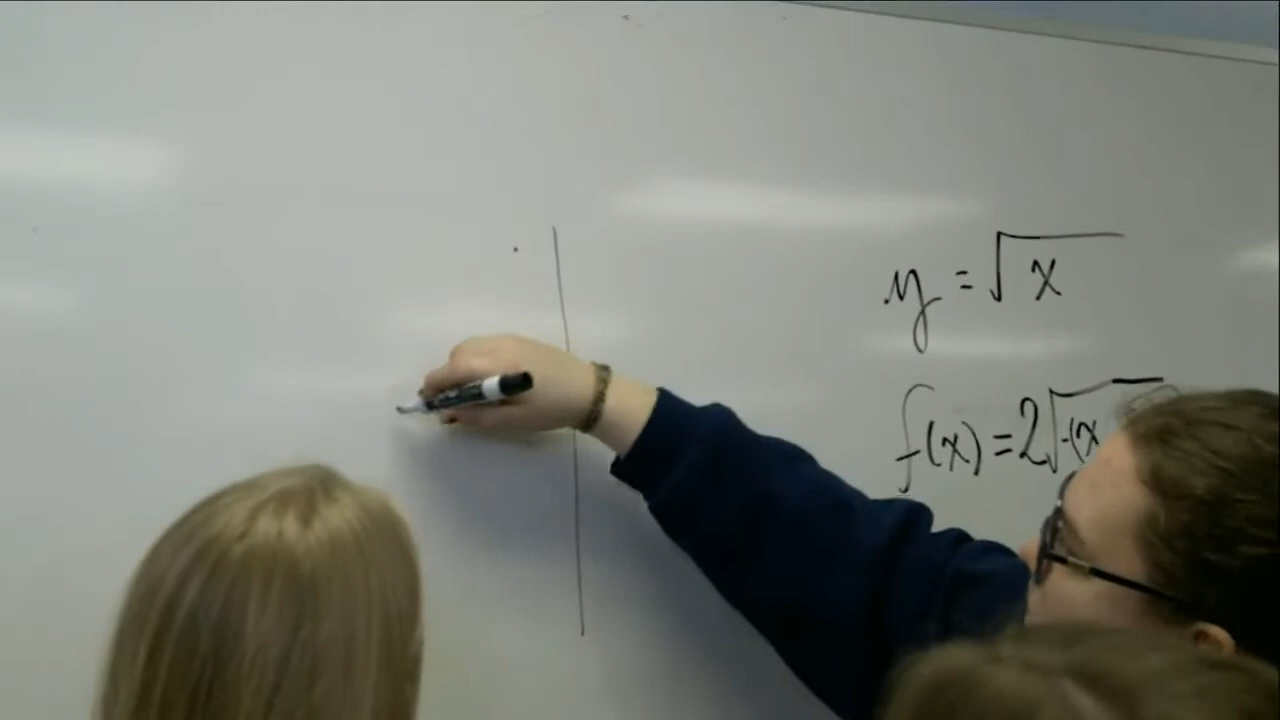 y = √x
f(x) = 2√-(x